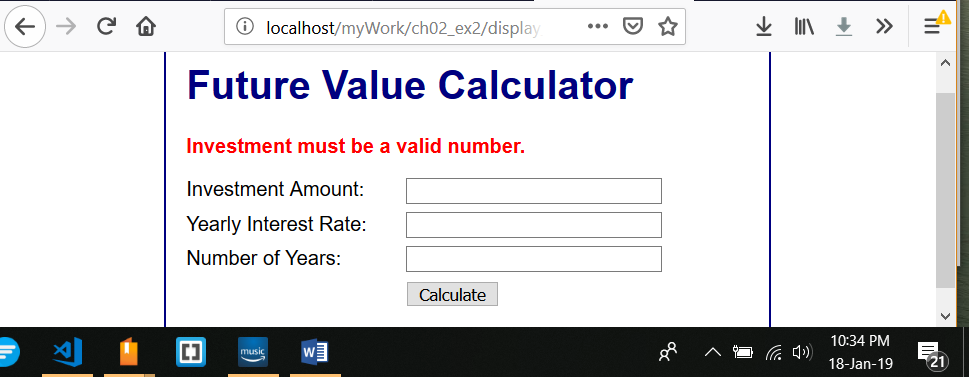 localhost/myWork/ch02_ex2/display
Future Value Calculator
Investment must be a valid number.
Investment Amount:
Yearly Interest Rate:
Number of Years:
Calculate
music
10:34 PM
18-Jan-19
21